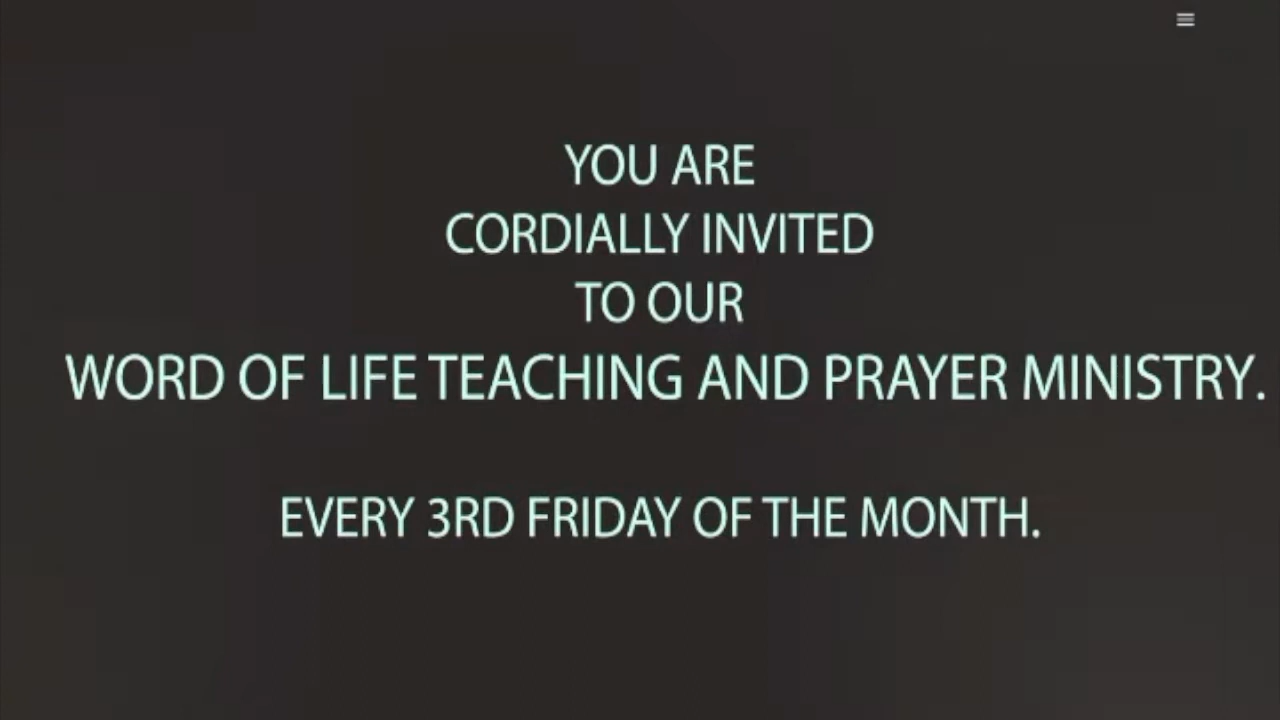 YOU ARE
CORDIALLY INVITED
TO OUR
WORD OF LIFE TEACHING AND PRAYER MINISTRY.
EVERY 3RD FRIDAY OF THE MONTH.